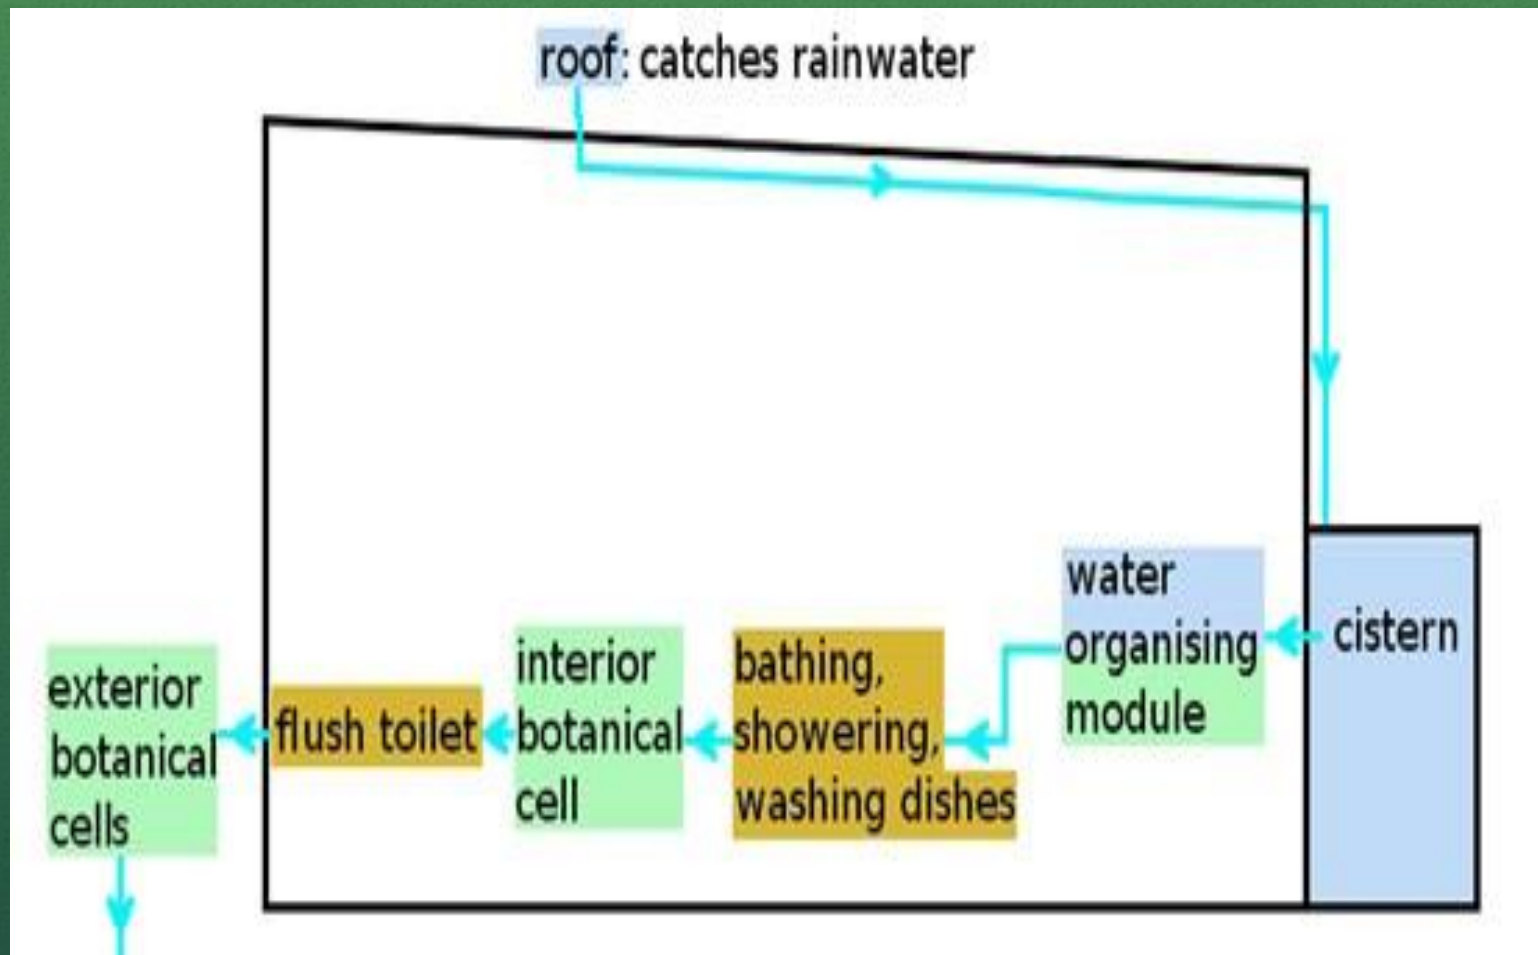 roof: catches rainwater
water
organising
module
cistern
bathing,
showering,
washing dishes
interior
botanical
cell
flush toilet
exterior
botanical
cells